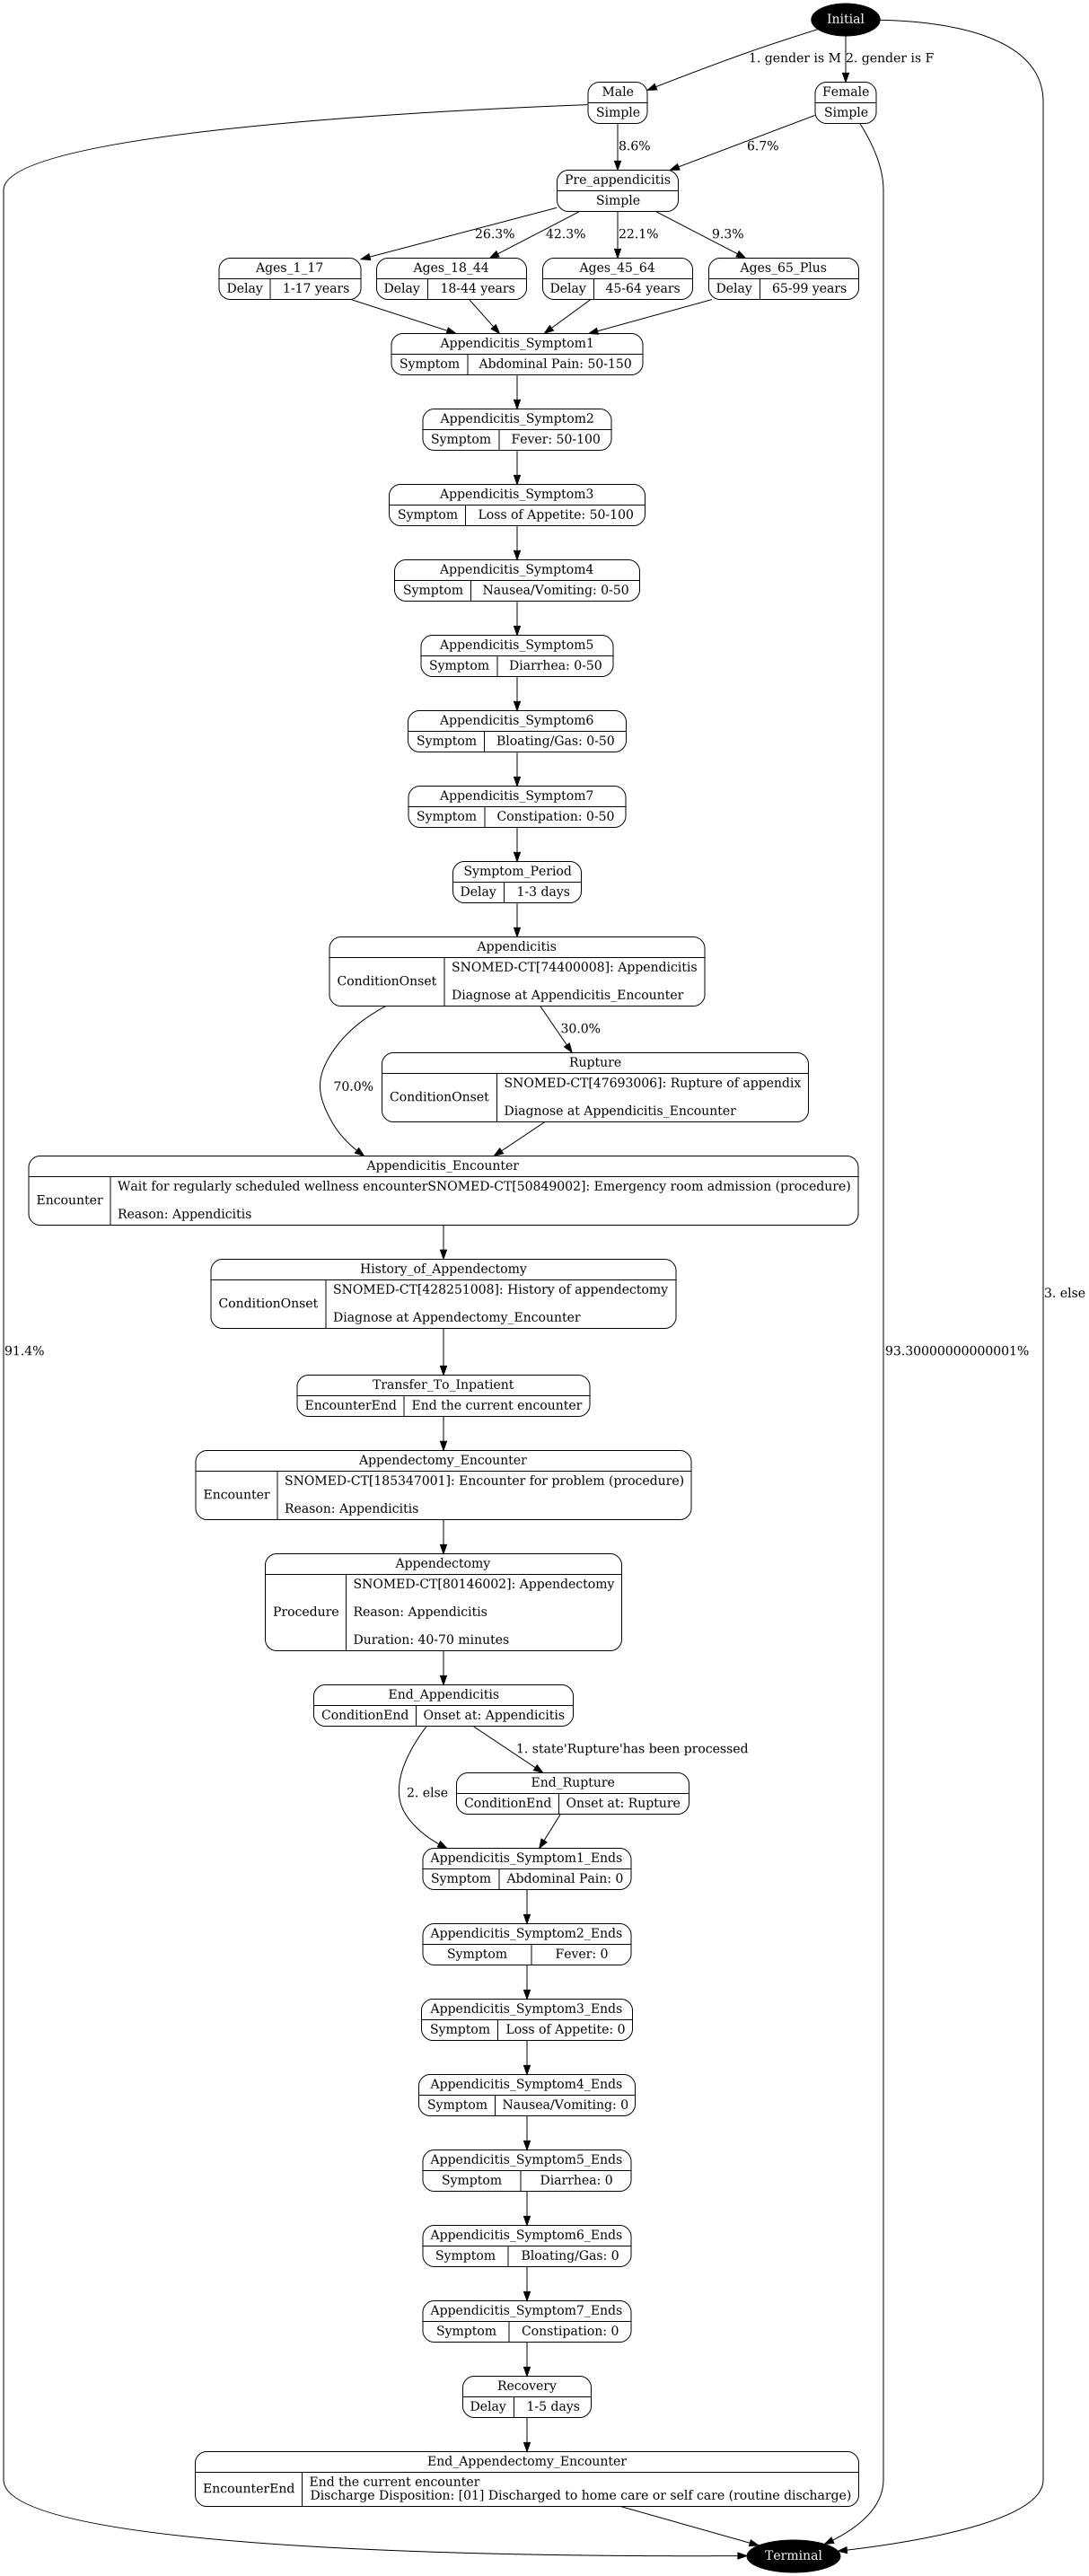 Initial
1. gender is M
2. gender is F
Male
Simple
Female
Simple
8.6%
6.7%
Pre_appendicitis
Simple
26.3%
42.3%
22.1%
9.3%
Ages_1_17
Delay
1-17 years
Ages_18_44
Delay
18-44 years
Ages_45_64
Delay
45-64 years
Ages_65_Plus
Delay
65-99 years
Appendicitis_Symptom1
Symptom
Abdominal Pain: 50-150
Appendicitis_Symptom2
Symptom
Fever: 50-100
Appendicitis_Symptom3
Symptom
Loss of Appetite: 50-100
Appendicitis_Symptom4
Symptom
Nausea/Vomiting: 0-50
Appendicitis_Symptom5
Symptom
Diarrhea: 0-50
Appendicitis_Symptom6
Symptom
Bloating/Gas: 0-50
Appendicitis_Symptom7
Symptom
Constipation: 0-50
Symptom_Period
Delay
1-3 days
Appendicitis
ConditionOnset
SNOMED-CT[74400008]: Appendicitis
Diagnose at Appendicitis_Encounter
30.0%
70.0%
Rupture
ConditionOnset
SNOMED-CT[47693006]: Rupture of appendix
Diagnose at Appendicitis_Encounter
Appendicitis_Encounter
Encounter
Wait for regularly scheduled wellness encounterSNOMED-CT[50849002]: Emergency room admission (procedure)
Reason: Appendicitis
History_of_Appendectomy
ConditionOnset
SNOMED-CT[428251008]: History of appendectomy
Diagnose at Appendectomy_Encounter
3. else
91.4%
93.30000000000001%
Transfer_To_Inpatient
EncounterEnd
End the current encounter
Appendectomy_Encounter
Encounter
SNOMED-CT[185347001]: Encounter for problem (procedure)
Reason: Appendicitis
Appendectomy
Procedure
SNOMED-CT[80146002]: Appendectomy
Reason: Appendicitis
Duration: 40-70 minutes
End_Appendicitis
ConditionEnd
Onset at: Appendicitis
1. state'Rupture'has been processed
2. else
End_Rupture
ConditionEnd
Onset at: Rupture
Appendicitis_Symptom1_Ends
Symptom
Abdominal Pain: 0
Appendicitis_Symptom2_Ends
Symptom
Fever: 0
Appendicitis_Symptom3_Ends
Symptom
Loss of Appetite: 0
Appendicitis_Symptom4_Ends
Symptom
Nausea/Vomiting: 0
Appendicitis_Symptom5_Ends
Symptom
Diarrhea: 0
Appendicitis_Symptom6_Ends
Symptom
Bloating/Gas: 0
Appendicitis_Symptom7_Ends
Symptom
Constipation: 0
Recovery
Delay
1-5 days
End_Appendectomy_Encounter
EncounterEnd
End the current encounter
Discharge Disposition: [01] Discharged to home care or self care (routine discharge)
Terminal